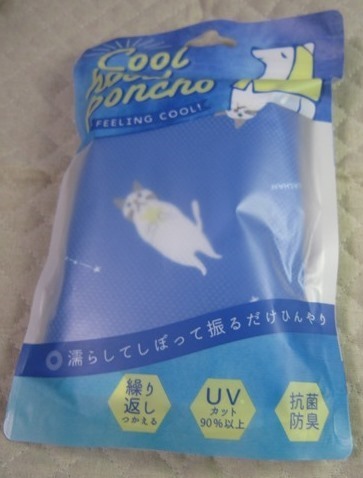 Cool
hood
poncho
FEELING COOL!
濡らしてしぼって振るだけひんやり
繰り
返し
つかえる
UV
カット
90%以上
抗菌
防臭